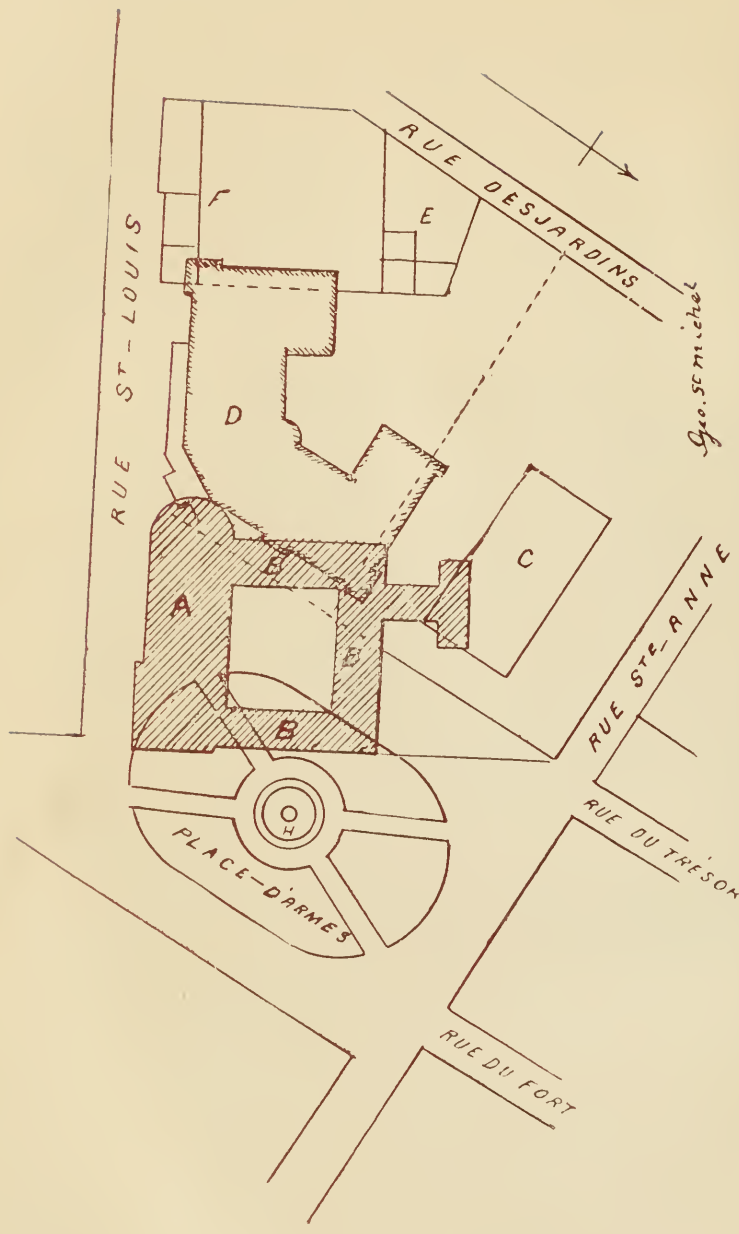 RUE DESJARDINS
F
E
RUE ST-LOUIS
Geo. St michel
D
C
B
A
B
RUE STE-ANNE
B
H
RUE DU TRÉSOR
PLACE-D'ARMES
RUE DU FORT